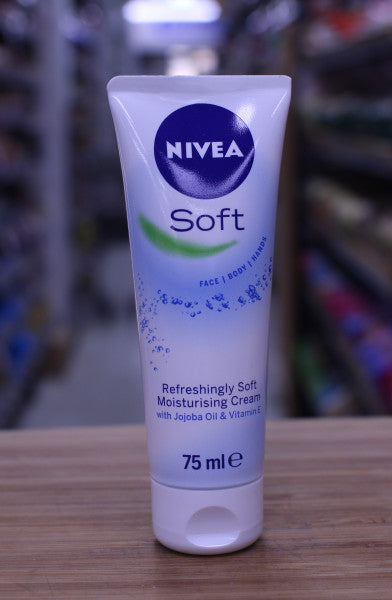 NIVEA
Soft
FACE | BODY | HANDS
Refreshingly Soft
Moisturising Cream
with Jojoba Oil & Vitamin E
75 ml ℮